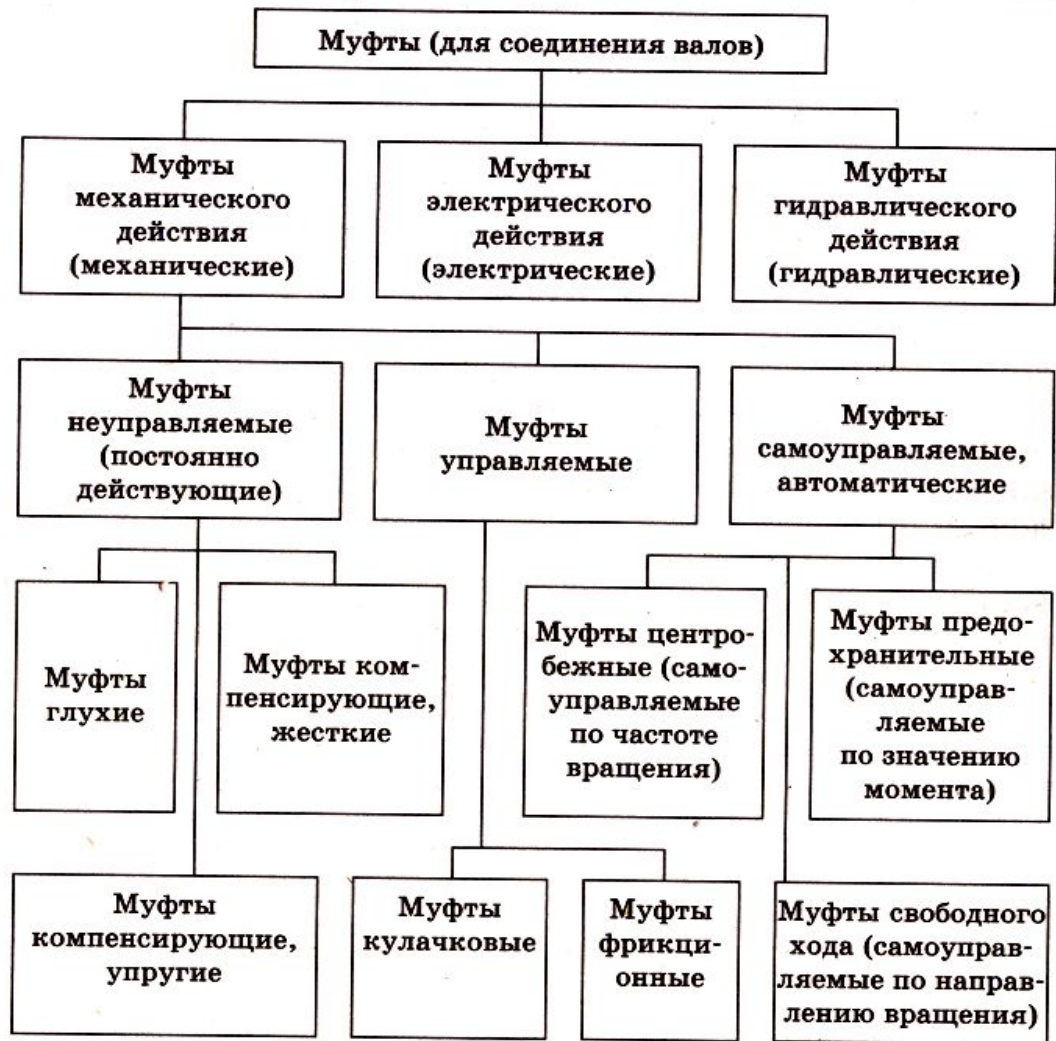 Муфты (для соединения валов)
Муфты
механического
действия
(механические)
Муфты
электрического
действия
(электрические)
Муфты
гидравлического
действия
(гидравлические)
Муфты
неуправляемые
(постоянно
действующие)
Муфты
управляемые
Муфты
самоуправляемые,
автоматические
Муфты
глухие
Муфты ком-
пенсирующие,
жесткие
Муфты центро-
бежные (само-
управляемые
по частоте
вращения)
Муфты предо-
хранительные
(самоуправ-
ляемые
по значению
момента)
Муфты
компенсирующие,
упругие
Муфты
кулачковые
Муфты
фрикци-
онные
Муфты свободного
хода (самоуправ-
ляемые по направ-
лению вращения)